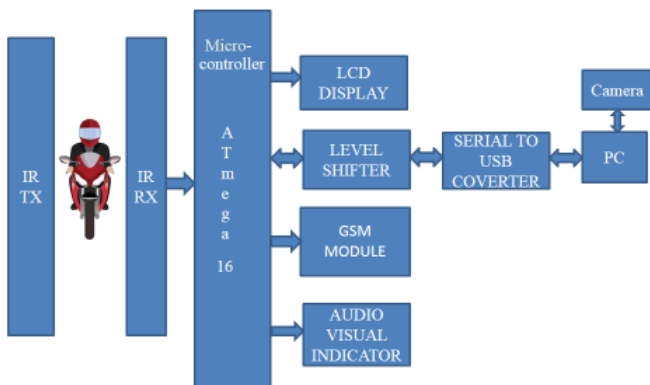 IR
TX
IR
RX
Micro-
controller
A
T
m
e
g
a
16
LCD
DISPLAY
LEVEL
SHIFTER
GSM
MODULE
AUDIO
VISUAL
INDICATOR
SERIAL TO
USB
COVERTER
Camera
PC